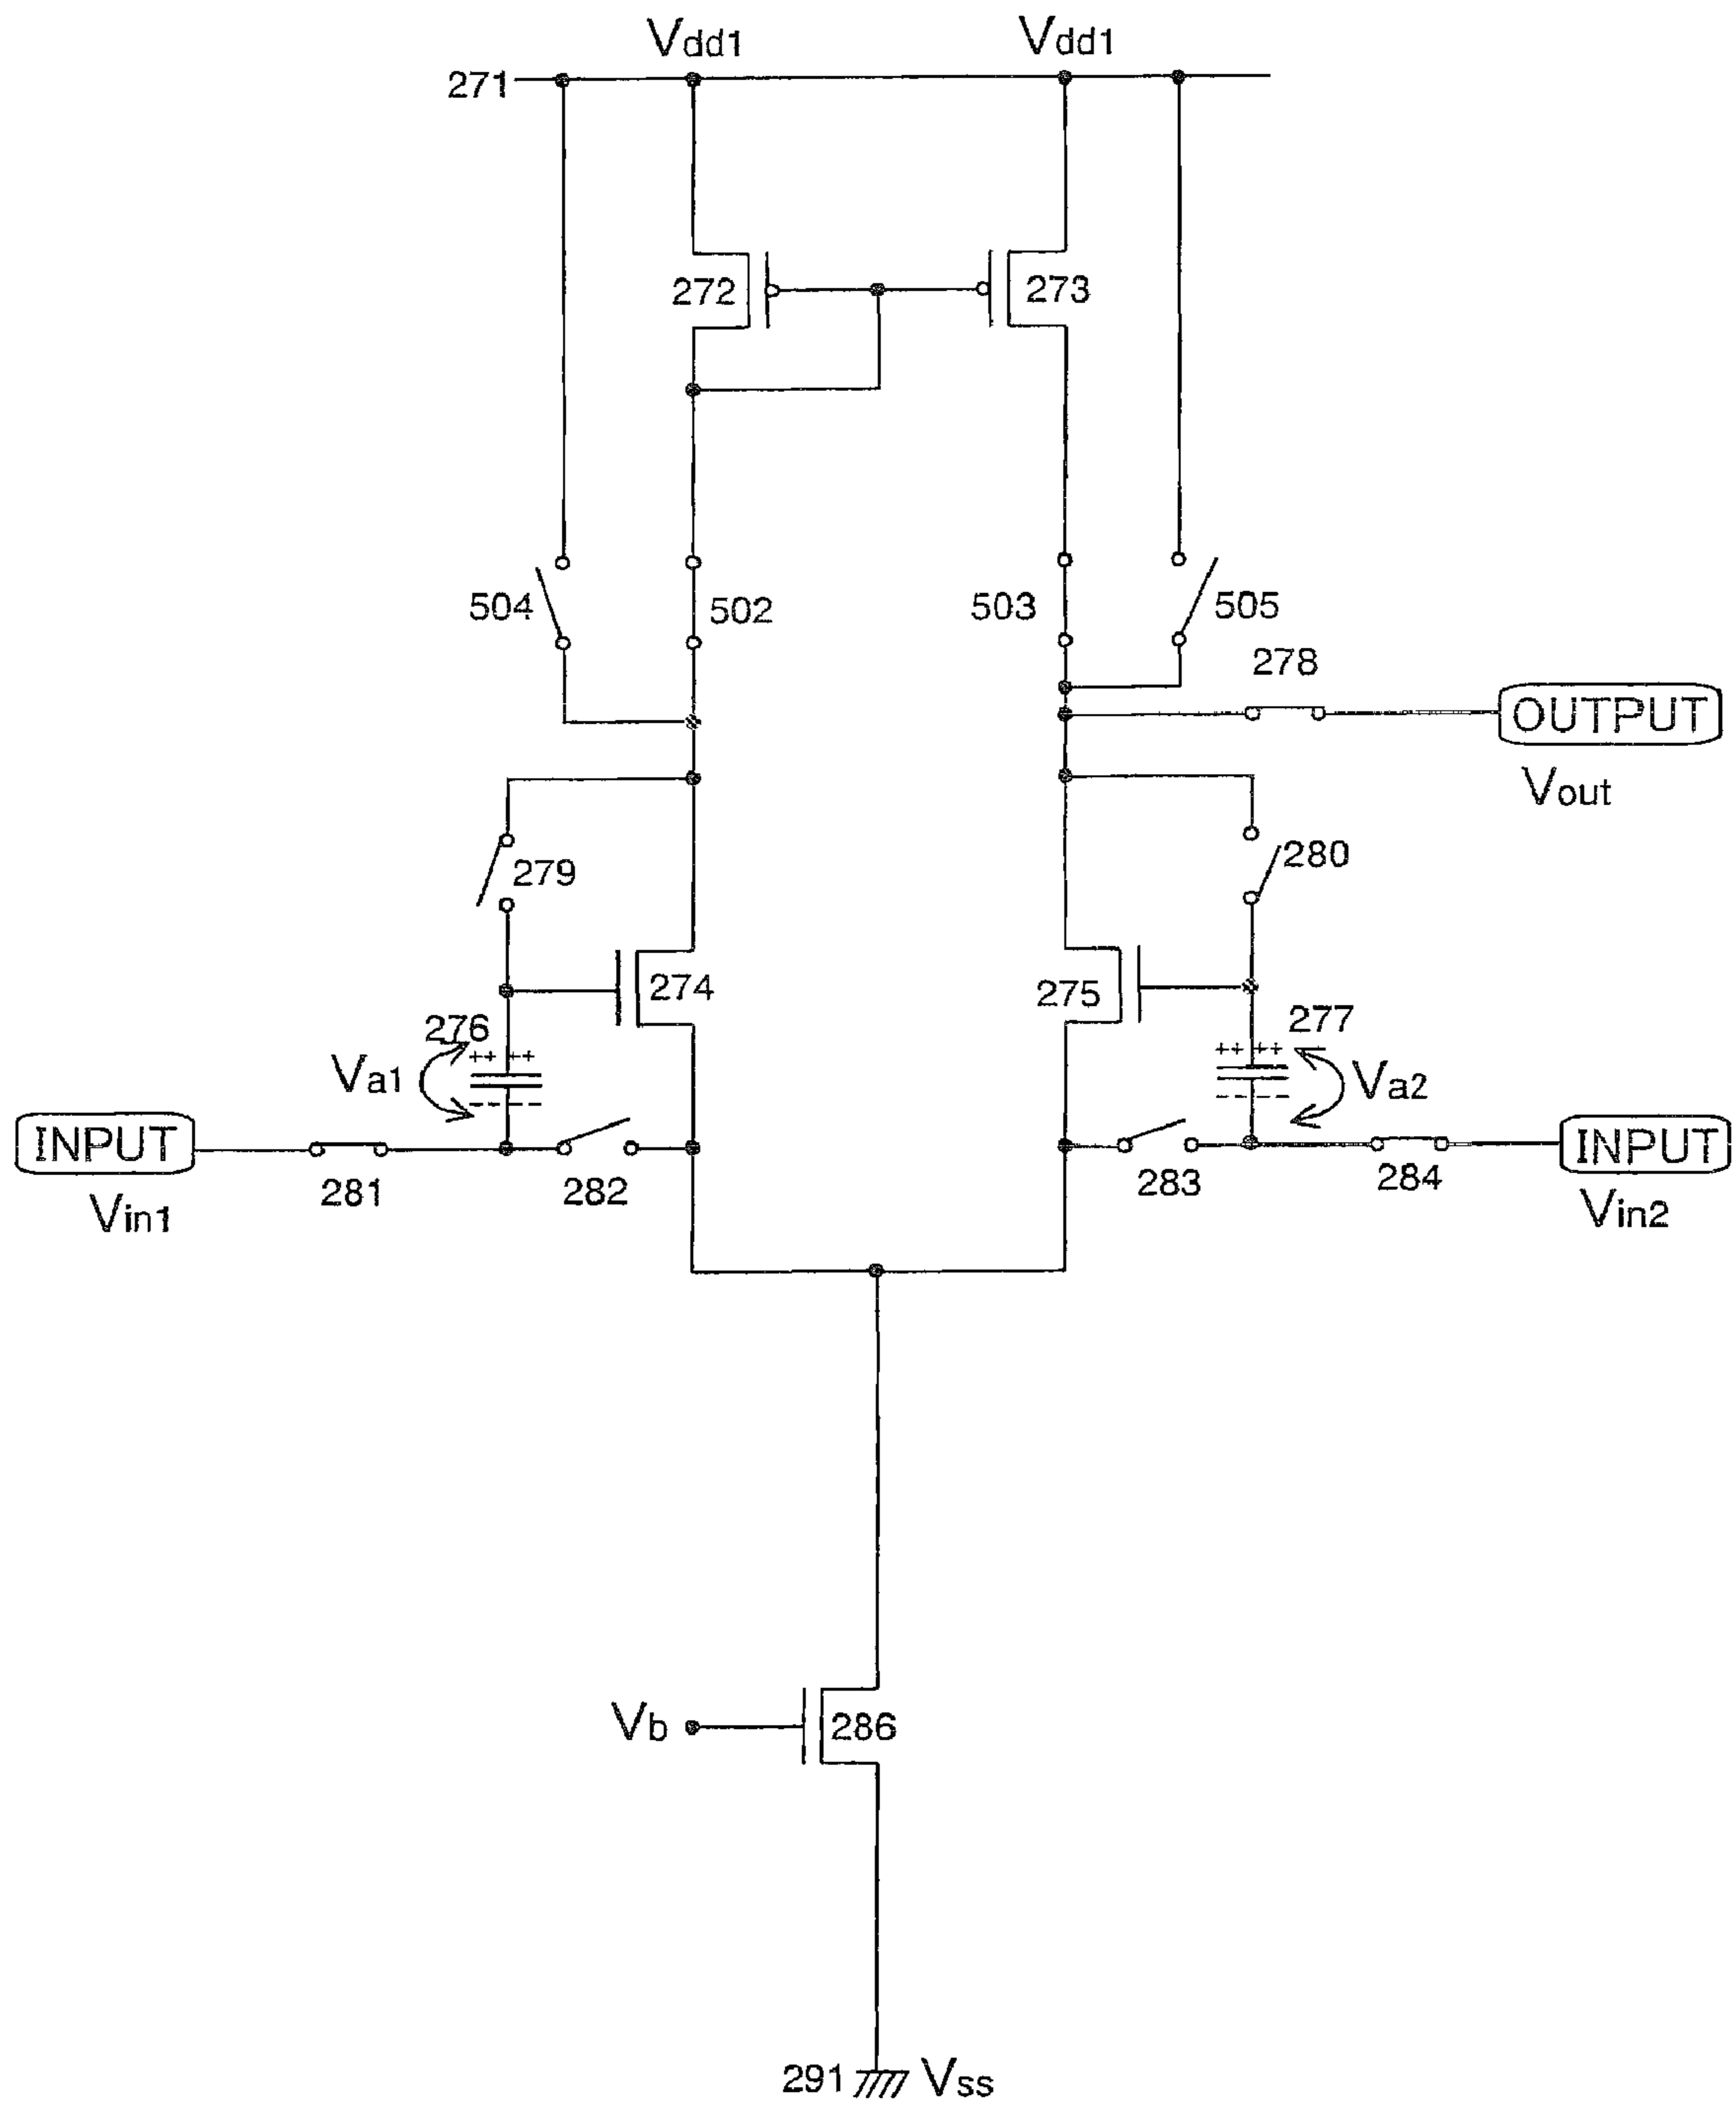 Vdd1 Vdd1
271
272 273
504 502 503 505
278
OUTPUT
Vout
279 280
274 275
276 277
++ ++ ++ ++
Va1 Va2
---- ----
INPUT INPUT
281 282 283 284
Vin1 Vin2
Vb 286
291 Vss